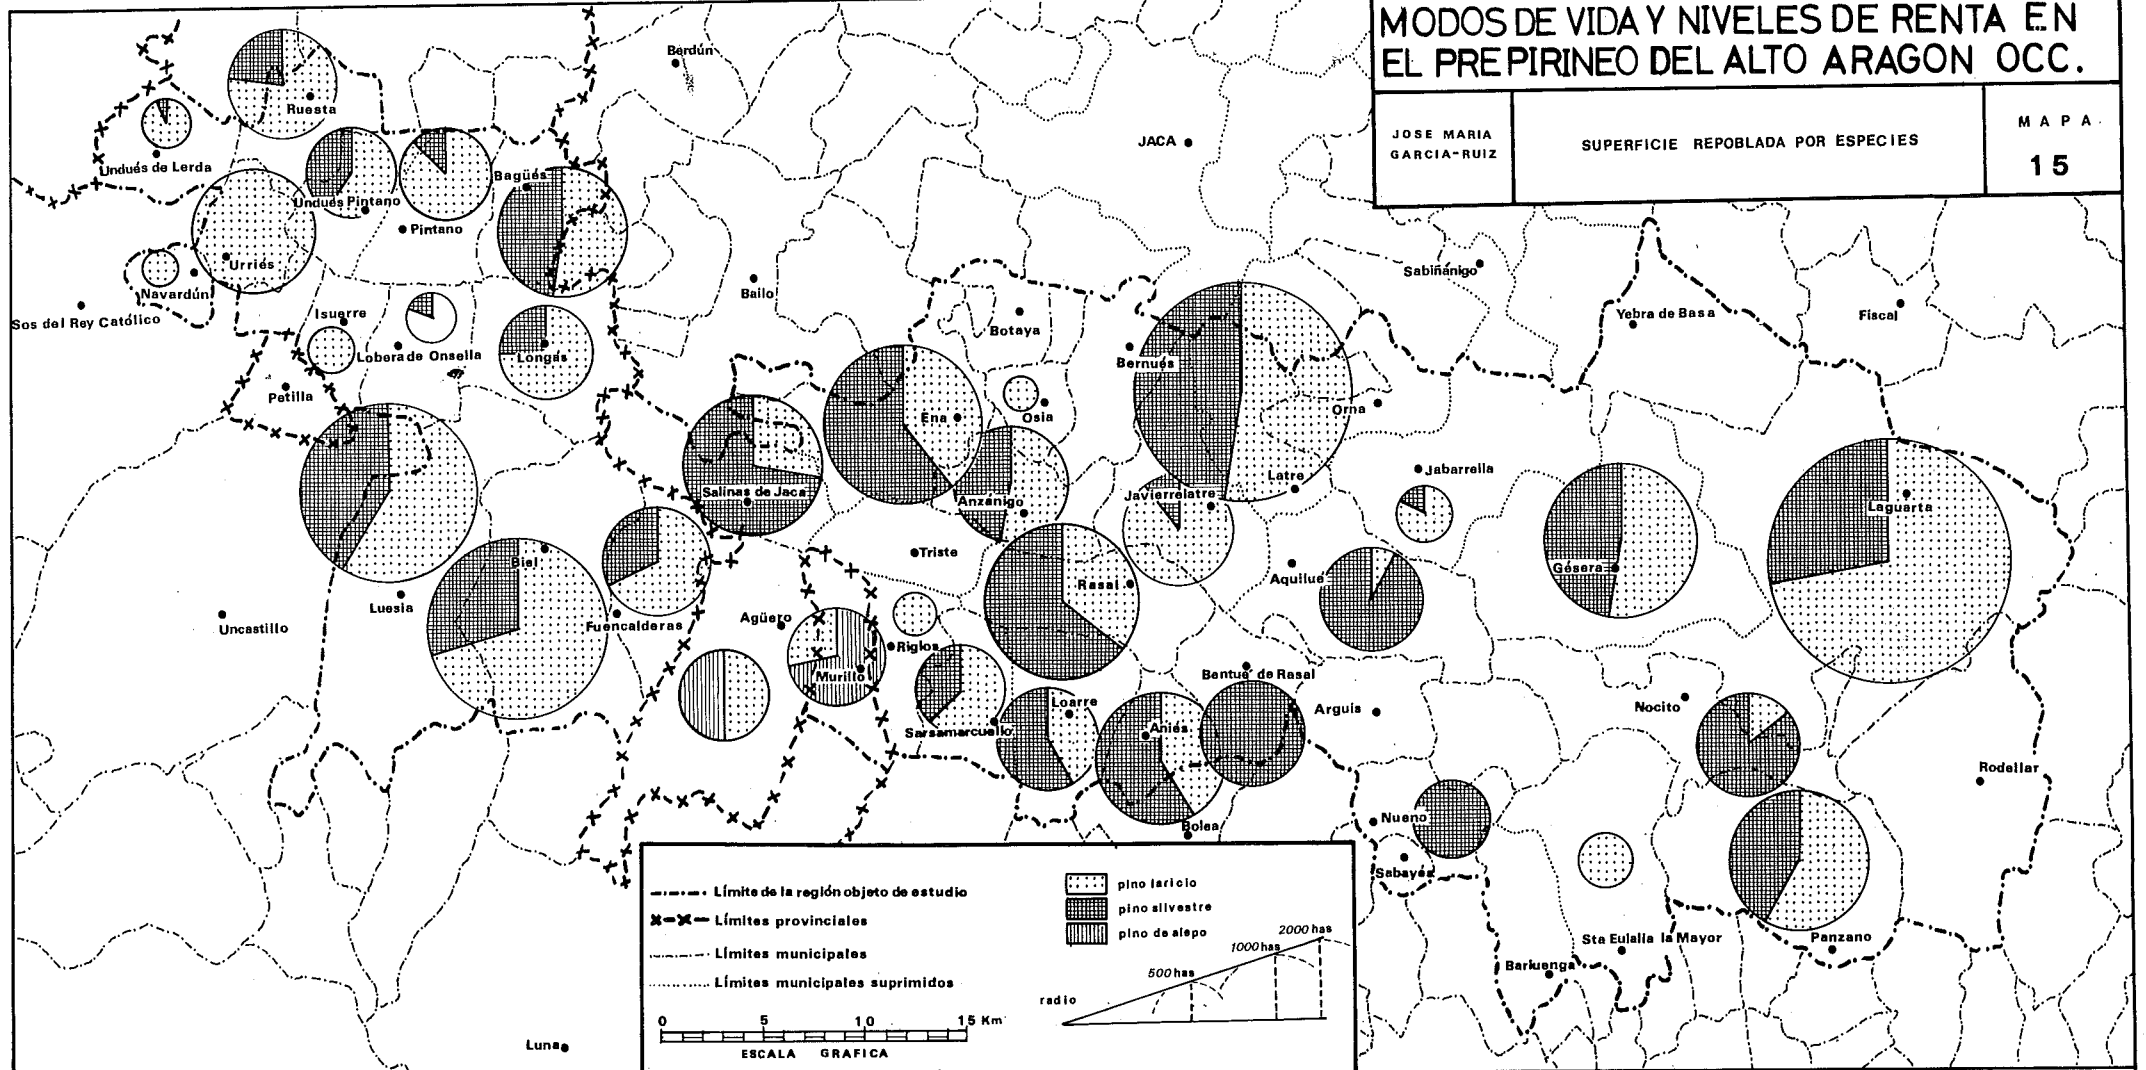 MODOS DE VIDA Y NIVELES DE RENTA EN
EL PREPIRINEO DEL ALTO ARAGON OCC.
JOSE MARIA
GARCIA-RUIZ
SUPERFICIE REPOBLADA POR ESPECIES
MAPA
15
Berdún
Ruesta
JACA
Undués de Lerda
Bagüés
Undués Pintano
Pintano
Urriés
Navardún
Sos del Rey Católico
Isuerre
Lobera de Onsella
Longás
Petilla
Bailo
Botaya
Bernués
Sabiñánigo
Yebra de Basa
Fiscal
Osia
Orna
Ena
Latre
Jabarrella
Salinas de Jaca
Anzánigo
Javierrelatre
Laguarta
Triste
Rasal
Aquilué
Gésera
Biel
Luesia
Uncastillo
Fuencalderas
Agüero
Riglos
Murillo
Sarsamarcuello
Loarre
Aniés
Bentué de Rasal
Arguis
Nocito
Rodellar
Bolea
Nueno
Sabayés
Sta Eulalia la Mayor
Panzano
Barluenga
Luna
Límite de la región objeto de estudio
Límites provinciales
Límites municipales
Límites municipales suprimidos
0 5 10 15 Km
ESCALA GRAFICA
pino laricio
pino silvestre
pino de alepo
radio
500 has
1000 has
2000 has